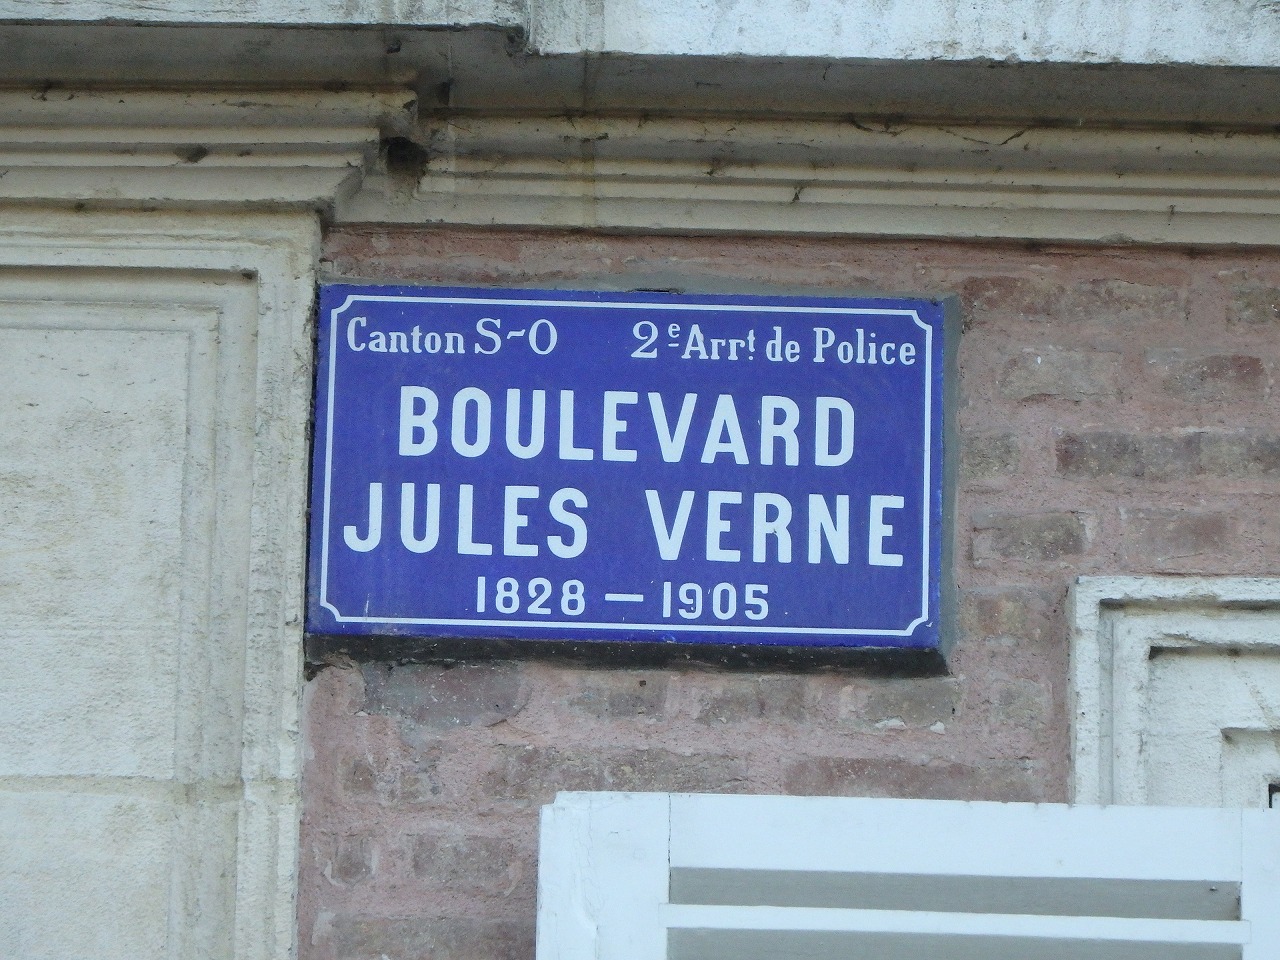 Canton S-O 2e Arrt de Police
BOULEVARD
JULES VERNE
1828 — 1905